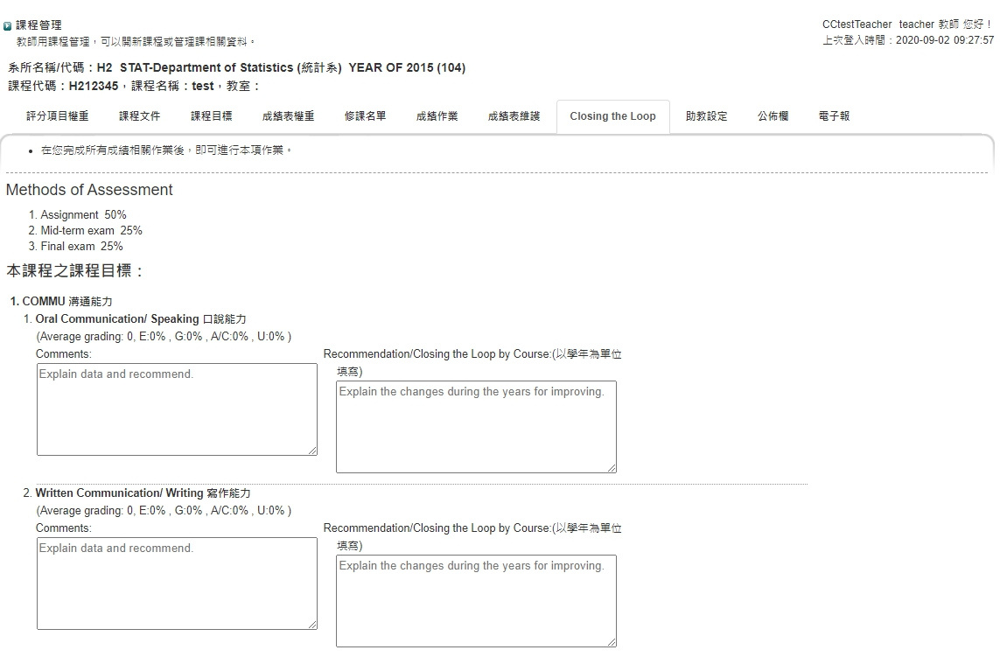 課程管理
CCtestTeacher teacher 教師 您好！
教師用課程管理，可以開新課程或管理課相關資料。
上次登入時間：2020-09-02 09:27:57
系所名稱/代碼：H2 STAT-Department of Statistics (統計系) YEAR OF 2015 (104)
課程代碼：H212345，課程名稱：test，教室：
評分項目權重 課程文件 課程目標 成績表權重 修課名單 成績作業 成績表維護 Closing the Loop 助教設定 公佈欄 電子報
• 在您完成所有成績相關作業後，即可進行本項作業。
Methods of Assessment
1. Assignment 50%
2. Mid-term exam 25%
3. Final exam 25%
本課程之課程目標：
1. COMMU 溝通能力
1. Oral Communication/ Speaking 口說能力
(Average grading: 0, E:0% , G:0% , A/C:0% , U:0% )
Comments:
Explain data and recommend.
Recommendation/Closing the Loop by Course:(以學年為單位
填寫)
Explain the changes during the years for improving.
2. Written Communication/ Writing 寫作能力
(Average grading: 0, E:0% , G:0% , A/C:0% , U:0% )
Comments:
Explain data and recommend.
Recommendation/Closing the Loop by Course:(以學年為單位
填寫)
Explain the changes during the years for improving.